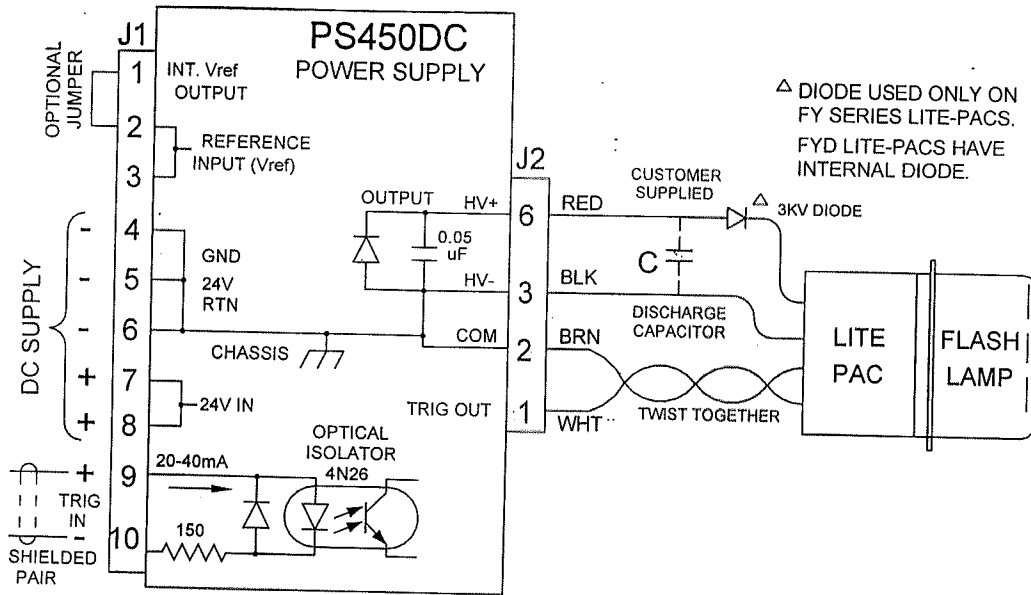 J1
PS450DC
POWER SUPPLY
OPTIONAL
JUMPER
1
INT. Vref
OUTPUT
2
REFERENCE
INPUT (Vref)
3
DC SUPPLY
-
4
-
5
-
6
+
7
+
8
GND
24V
RTN
CHASSIS
24V IN
OUTPUT
HV+
0.05
uF
HV-
COM
TRIG OUT
OPTICAL
ISOLATOR
4N26
20-40mA
+
9
TRIG
IN
-
10
150
SHIELDED
PAIR
J2
6
RED
3
BLK
2
BRN
1
WHT
CUSTOMER
SUPPLIED
C
DISCHARGE
CAPACITOR
TWIST TOGETHER
△
3KV DIODE
△ DIODE USED ONLY ON
FY SERIES LITE-PACS.
FYD LITE-PACS HAVE
INTERNAL DIODE.
LITE
PAC
FLASH
LAMP